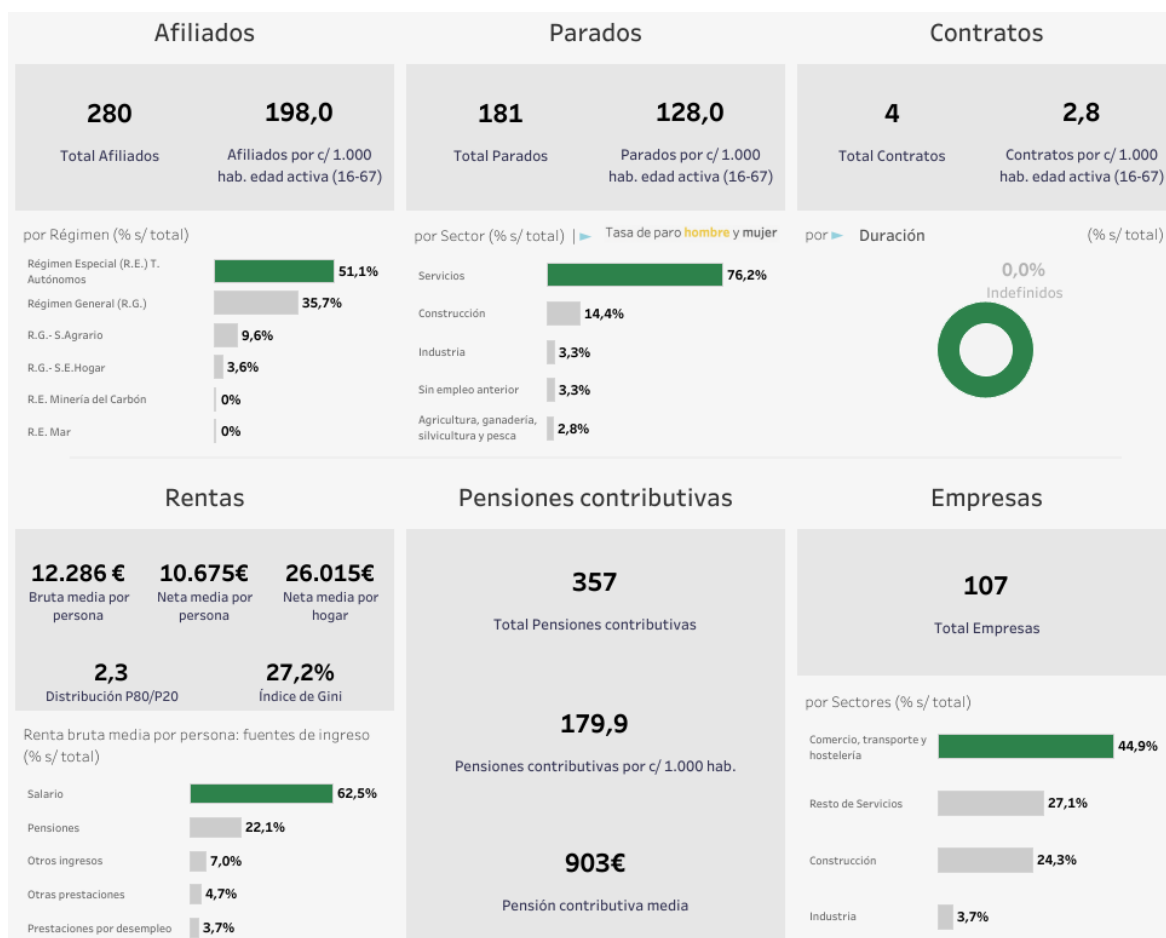 Afiliados
280
Total Afiliados
198,0
Afiliados por c/ 1.000
hab. edad activa (16-67)
por Régimen (% s/ total)
Régimen Especial (R.E.) T.
Autónomos
51,1%
Régimen General (R.G.)
35,7%
R.G.- S.Agrario
9,6%
R.G.- S.E.Hogar
3,6%
R.E. Minería del Carbón
0%
R.E. Mar
0%
Parados
181
Total Parados
128,0
Parados por c/ 1.000
hab. edad activa (16-67)
por Sector (% s/ total) | ► Tasa de paro hombre y mujer
Servicios
76,2%
Construcción
14,4%
Industria
3,3%
Sin empleo anterior
3,3%
Agricultura, ganadería,
silvicultura y pesca
2,8%
Contratos
4
Total Contratos
2,8
Contratos por c/ 1.000
hab. edad activa (16-67)
por ► Duración (% s/ total)
0,0%
Indefinidos
Rentas
12.286 €
Bruta media por
persona
10.675€
Neta media por
persona
26.015€
Neta media por
hogar
2,3
Distribución P80/P20
27,2%
Índice de Gini
Renta bruta media por persona: fuentes de ingreso
(% s/ total)
Salario
62,5%
Pensiones
22,1%
Otros ingresos
7,0%
Otras prestaciones
4,7%
Prestaciones por desempleo
3,7%
Pensiones contributivas
357
Total Pensiones contributivas
179,9
Pensiones contributivas por c/ 1.000 hab.
903€
Pensión contributiva media
Empresas
107
Total Empresas
por Sectores (% s/ total)
Comercio, transporte y
hostelería
44,9%
Resto de Servicios
27,1%
Construcción
24,3%
Industria
3,7%